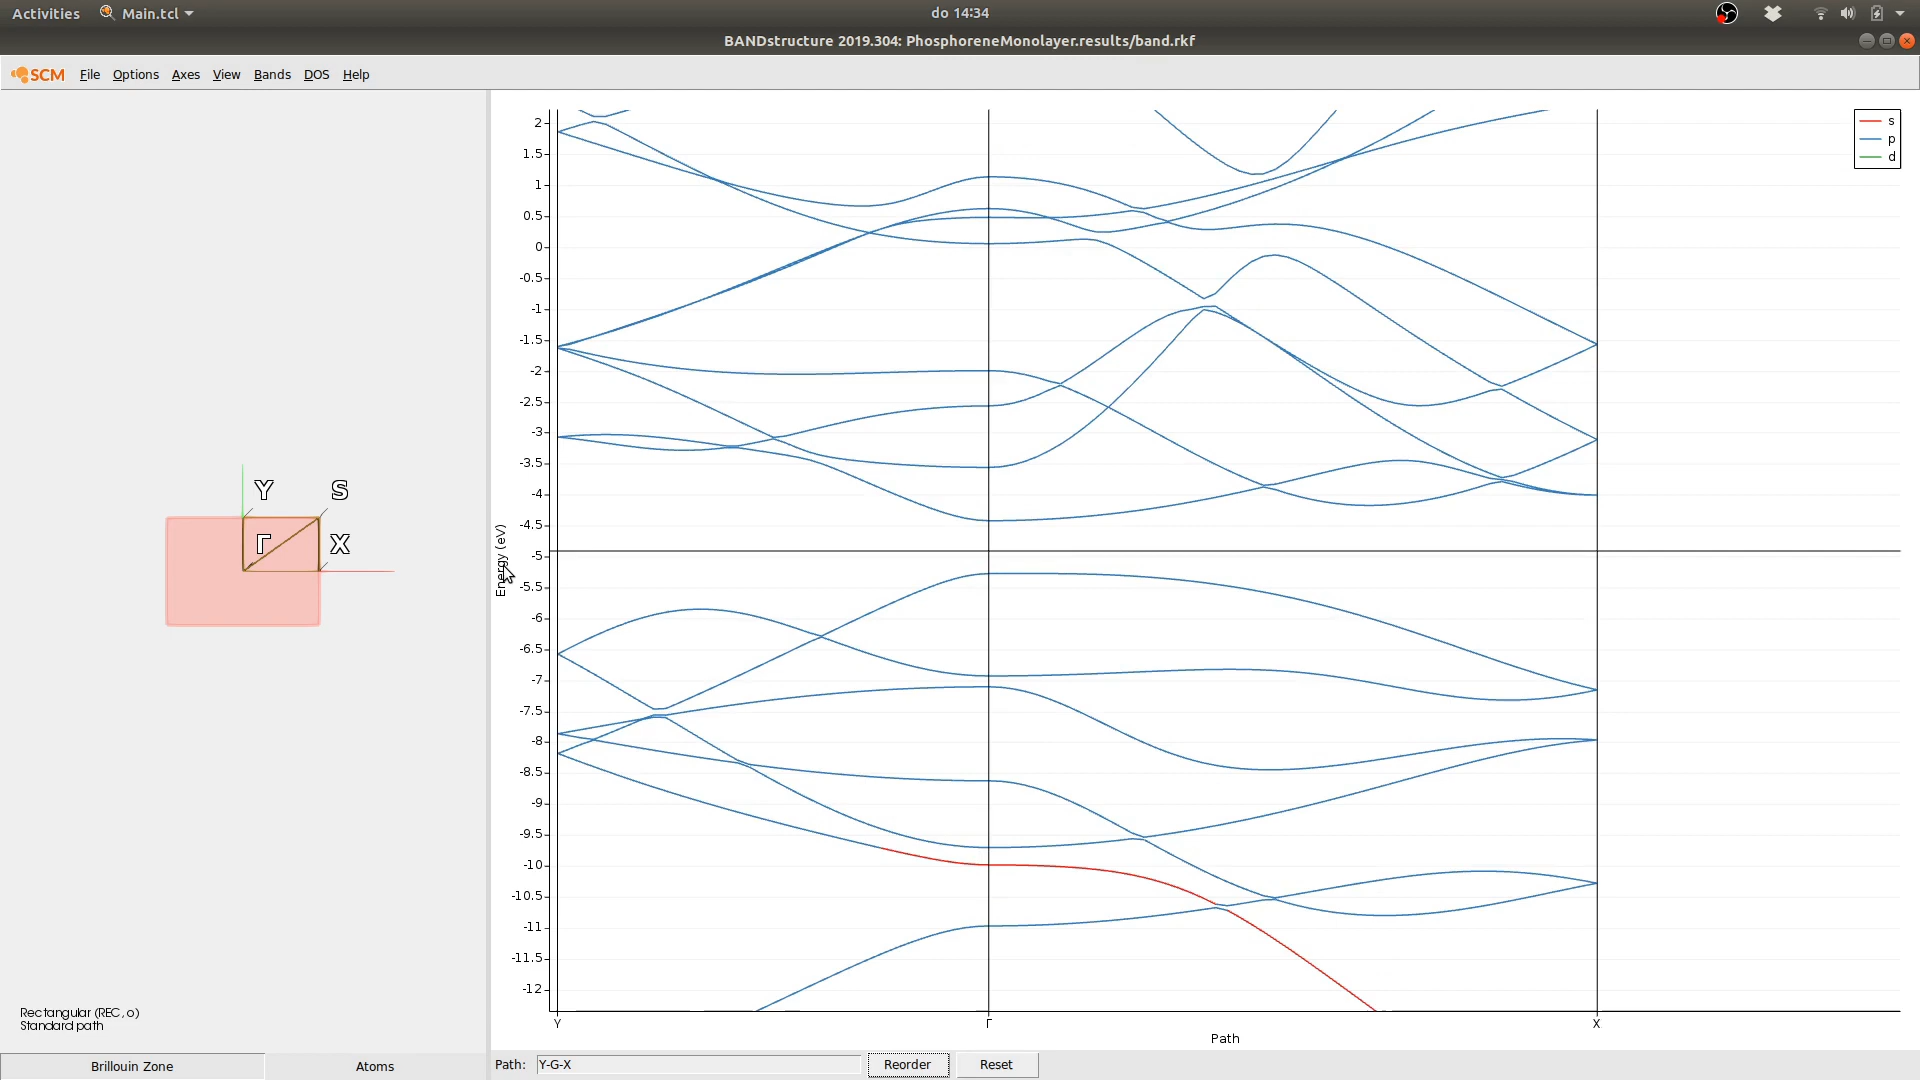 Activities Main.tcl do 14:34
BANDstructure 2019.304: PhosphoreneMonolayer.results/band.rkf
SCM File Options Axes View Bands DOS Help
s
p
d
2
1.5
1
0.5
0
-0.5
-1
-1.5
-2
-2.5
-3
-3.5
-4
-4.5
-5
-5.5
-6
-6.5
-7
-7.5
-8
-8.5
-9
-9.5
-10
-10.5
-11
-11.5
-12
Energy (eV)
Y Γ X
Path
Y S
Γ X
Rectangular (REC,o)
Standard path
Brillouin Zone Atoms
Path: Y-G-X Reorder Reset